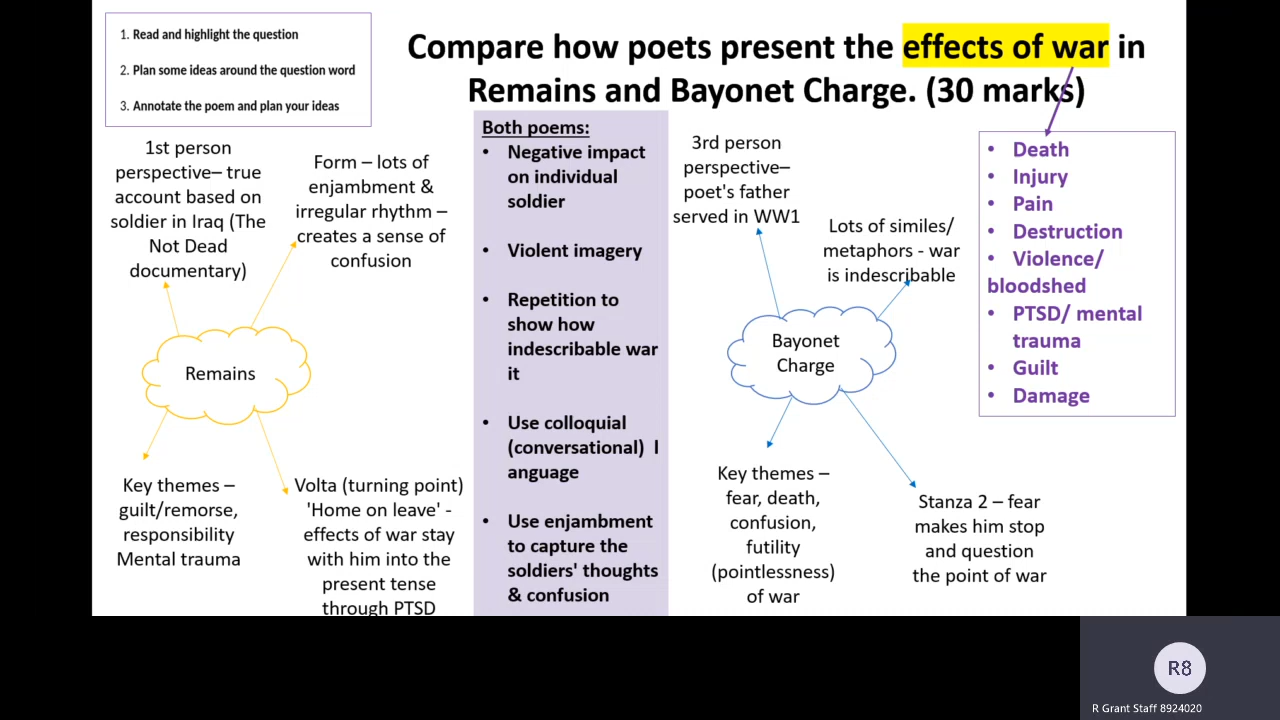 1. Read and highlight the question
2. Plan some ideas around the question word
3. Annotate the poem and plan your ideas
Compare how poets present the effects of war in
Remains and Bayonet Charge. (30 marks)
1st person
perspective– true
account based on
soldier in Iraq (The
Not Dead
documentary)
Form – lots of
enjambment &
irregular rhythm –
creates a sense of
confusion
Remains
Key themes –
guilt/remorse,
responsibility
Mental trauma
Volta (turning point)
'Home on leave' -
effects of war stay
with him into the
present tense
through PTSD
Both poems:
• Negative impact
on individual
soldier
• Violent imagery
• Repetition to
show how
indescribable war
it
• Use colloquial
(conversational) l
anguage
• Use enjambment
to capture the
soldiers' thoughts
& confusion
3rd person
perspective–
poet's father
served in WW1
Lots of similes/
metaphors - war
is indescribable
Bayonet
Charge
Key themes –
fear, death,
confusion,
futility
(pointlessness)
of war
Stanza 2 – fear
makes him stop
and question
the point of war
• Death
• Injury
• Pain
• Destruction
• Violence/
bloodshed
• PTSD/ mental
trauma
• Guilt
• Damage
R8
R Grant Staff 8924020